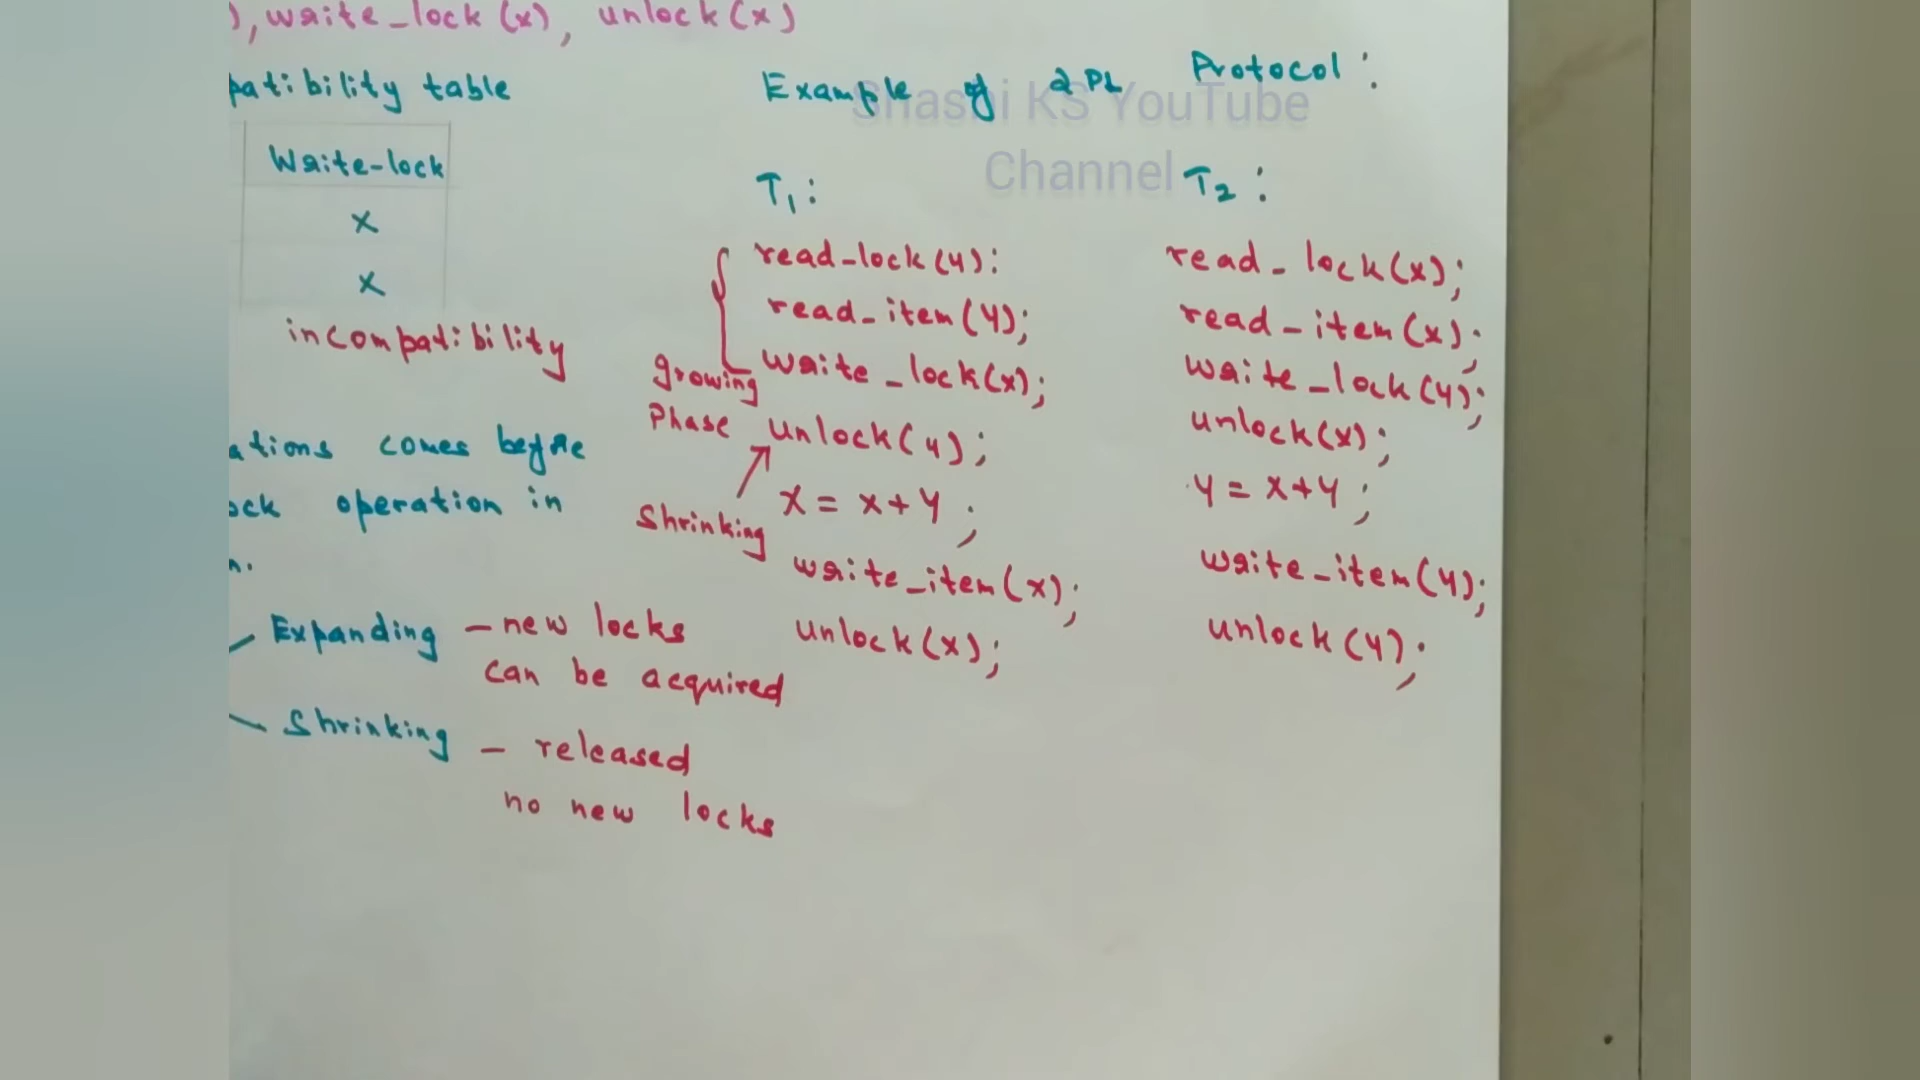 ), write_lock(x), unlock(x)
patibility table
Write-lock
x
x
incompatibility
ations comes before
ock operation in
n.
Expanding - new locks
can be acquired
Shrinking - released
no new locks
Example of 2PL Protocol :
Shashi KS YouTube
Channel
T1 :
read-lock(y):
read_item(y);
write_lock(x);
growing
Phase
unlock(y);
Shrinking
x = x+y ;
write_item(x);
unlock(x);
T2 :
read_lock(x);
read_item(x);
write_lock(y);
unlock(x);
y = x+y ;
write_item(y);
unlock(y);